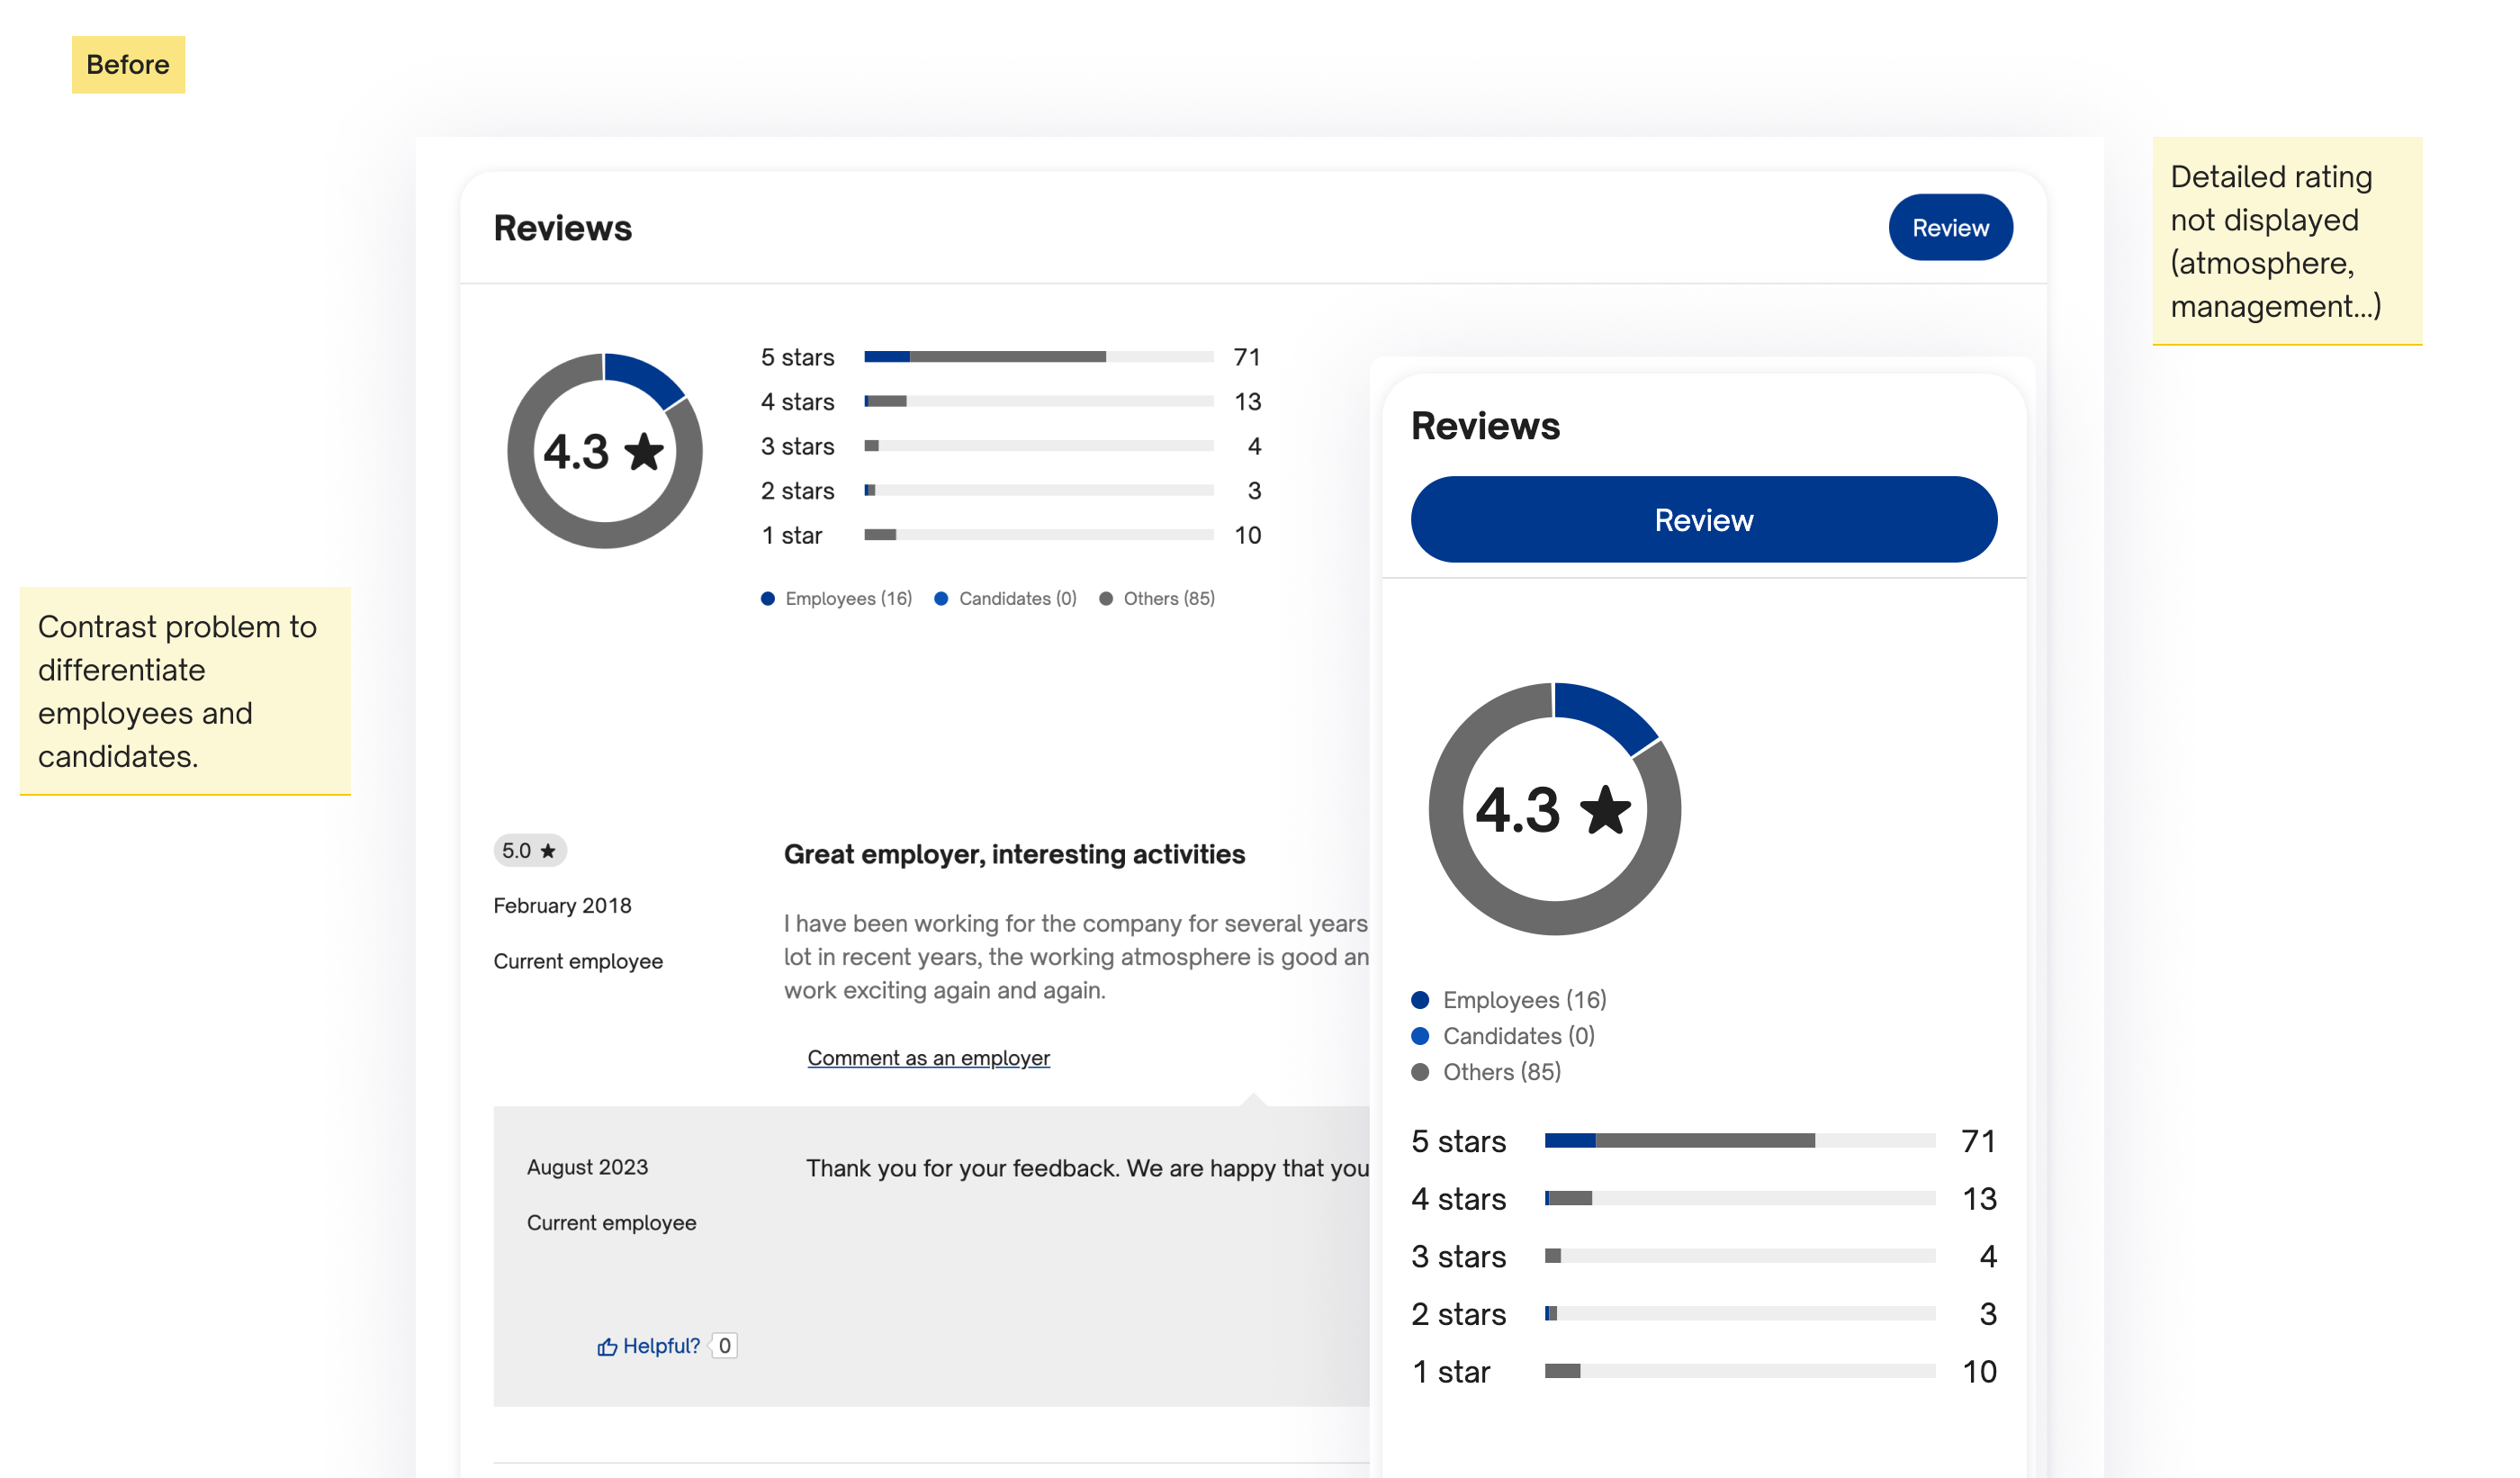 Before
Detailed rating
not displayed
(atmosphere,
management...)
Contrast problem to
differentiate
employees and
candidates.
Reviews
Review
4.3
5 stars 71
4 stars 13
3 stars 4
2 stars 3
1 star 10
Employees (16) Candidates (0) Others (85)
5.0
February 2018
Current employee
Great employer, interesting activities
I have been working for the company for several years
lot in recent years, the working atmosphere is good an
work exciting again and again.
Comment as an employer
August 2023
Current employee
Thank you for your feedback. We are happy that you
Helpful? 0
Reviews
Review
4.3
Employees (16)
Candidates (0)
Others (85)
5 stars 71
4 stars 13
3 stars 4
2 stars 3
1 star 10